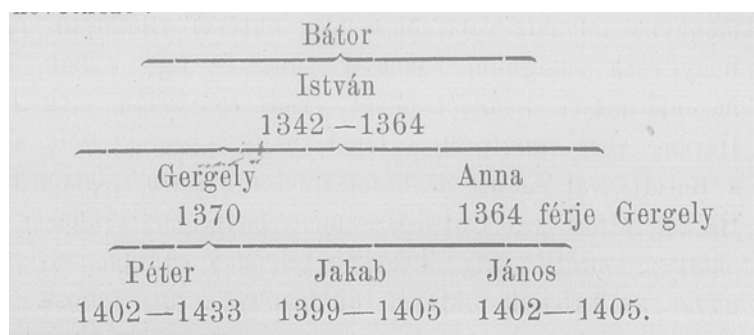 Bátor
István
1342—1364
Gergely Anna
1370 1364 férje Gergely
Péter Jakab János
1402—1433 1399—1405 1402—1405.